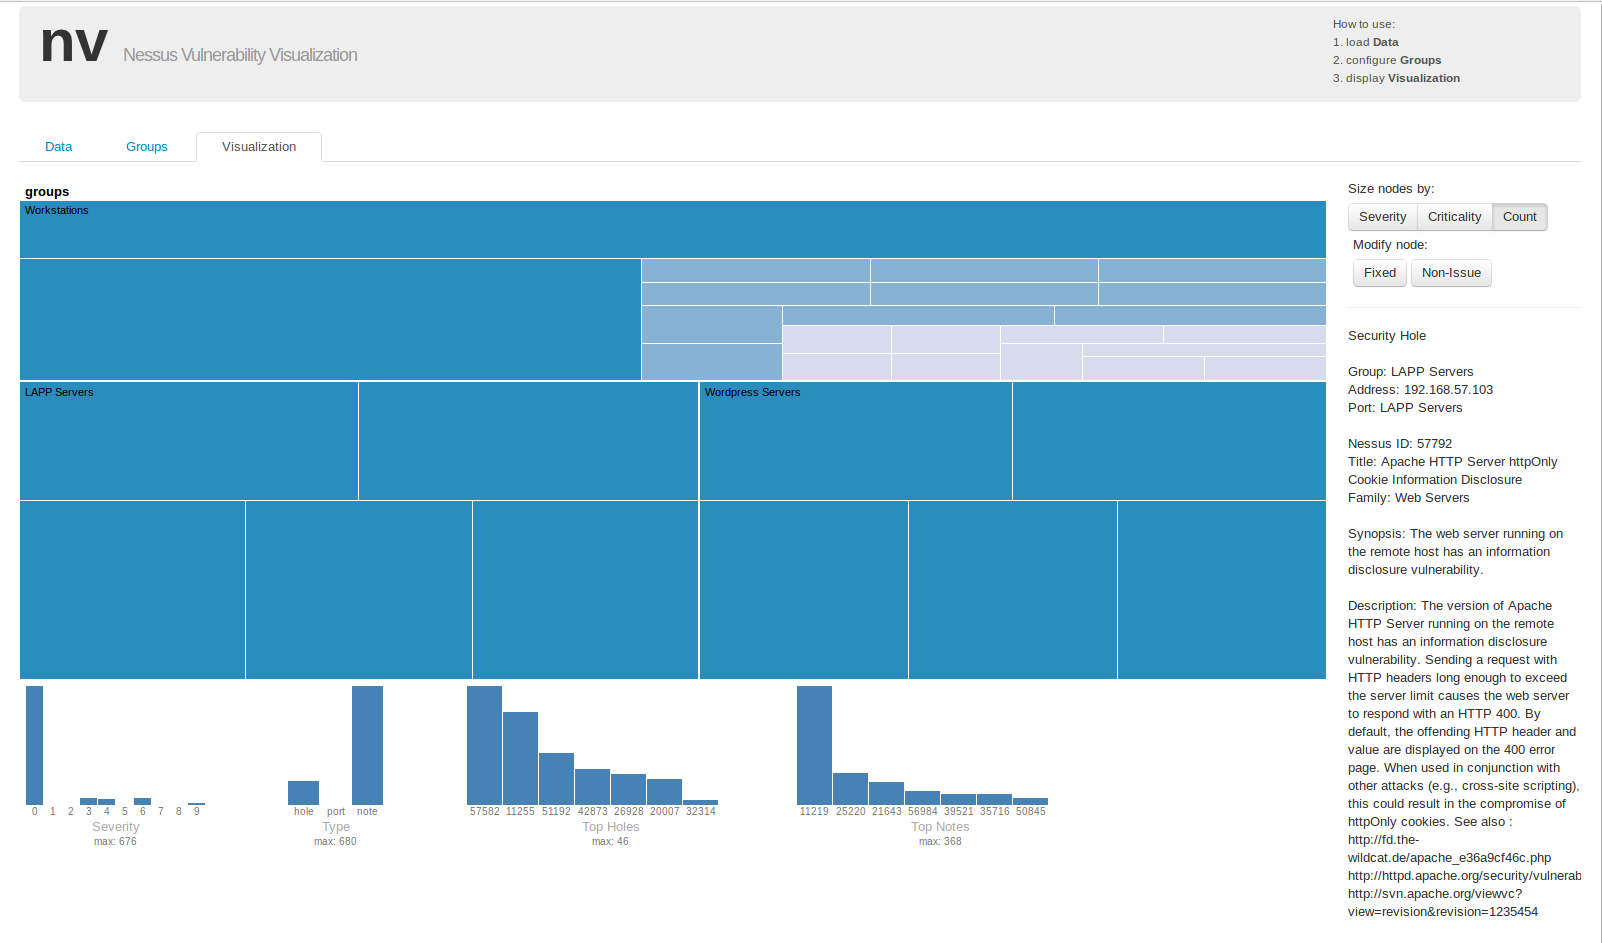 nv Nessus Vulnerability Visualization
How to use:
1. load Data
2. configure Groups
3. display Visualization
Data Groups Visualization
groups
Workstations
LAPP Servers
Wordpress Servers
0 1 2 3 4 5 6 7 8 9
Severity
max: 676
hole port note
Type
max: 680
57582 11255 51192 42873 26928 20007 32314
Top Holes
max: 46
11219 25220 21643 56984 39521 35716 50845
Top Notes
max: 368
Size nodes by:
Severity Criticality Count
Modify node:
Fixed Non-Issue
Security Hole
Group: LAPP Servers
Address: 192.168.57.103
Port: LAPP Servers
Nessus ID: 57792
Title: Apache HTTP Server httpOnly
Cookie Information Disclosure
Family: Web Servers
Synopsis: The web server running on
the remote host has an information
disclosure vulnerability.
Description: The version of Apache
HTTP Server running on the remote
host has an information disclosure
vulnerability. Sending a request with
HTTP headers long enough to exceed
the server limit causes the web server
to respond with an HTTP 400. By
default, the offending HTTP header and
value are displayed on the 400 error
page. When used in conjunction with
other attacks (e.g., cross-site scripting),
this could result in the compromise of
httpOnly cookies. See also :
http://fd.the-
wildcat.de/apache_e36a9cf46c.php
http://httpd.apache.org/security/vulnerab
http://svn.apache.org/viewvc?
view=revision&revision=1235454